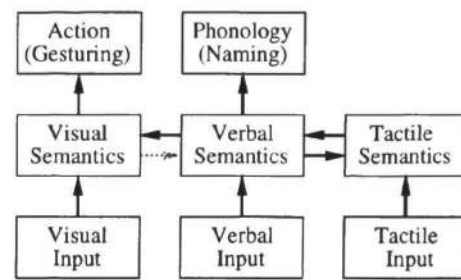 Action
(Gesturing)
Phonology
(Naming)
Visual
Semantics
Verbal
Semantics
Tactile
Semantics
Visual
Input
Verbal
Input
Tactile
Input